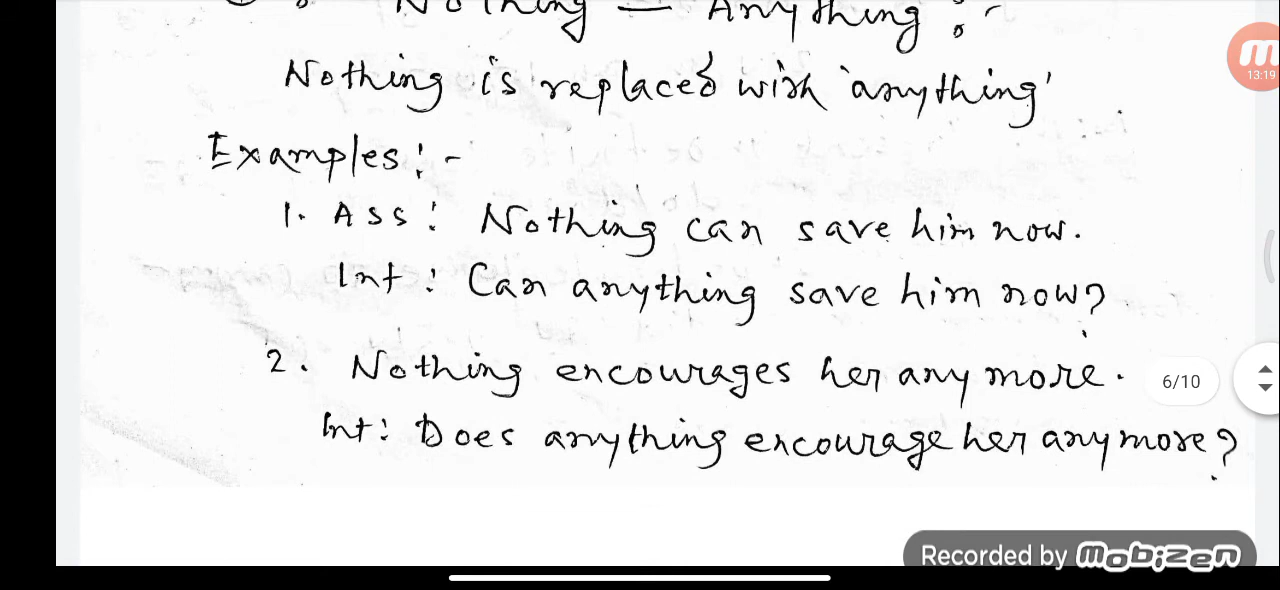 Nothing — Anything :-
Nothing is replaced with 'anything'
Examples :-
1. Ass : Nothing can save him now.
Int : Can anything save him now?
2. Nothing encourages her any more.
Int : Does anything encourage her any more?
13:19
6/10
Recorded by Mobizen